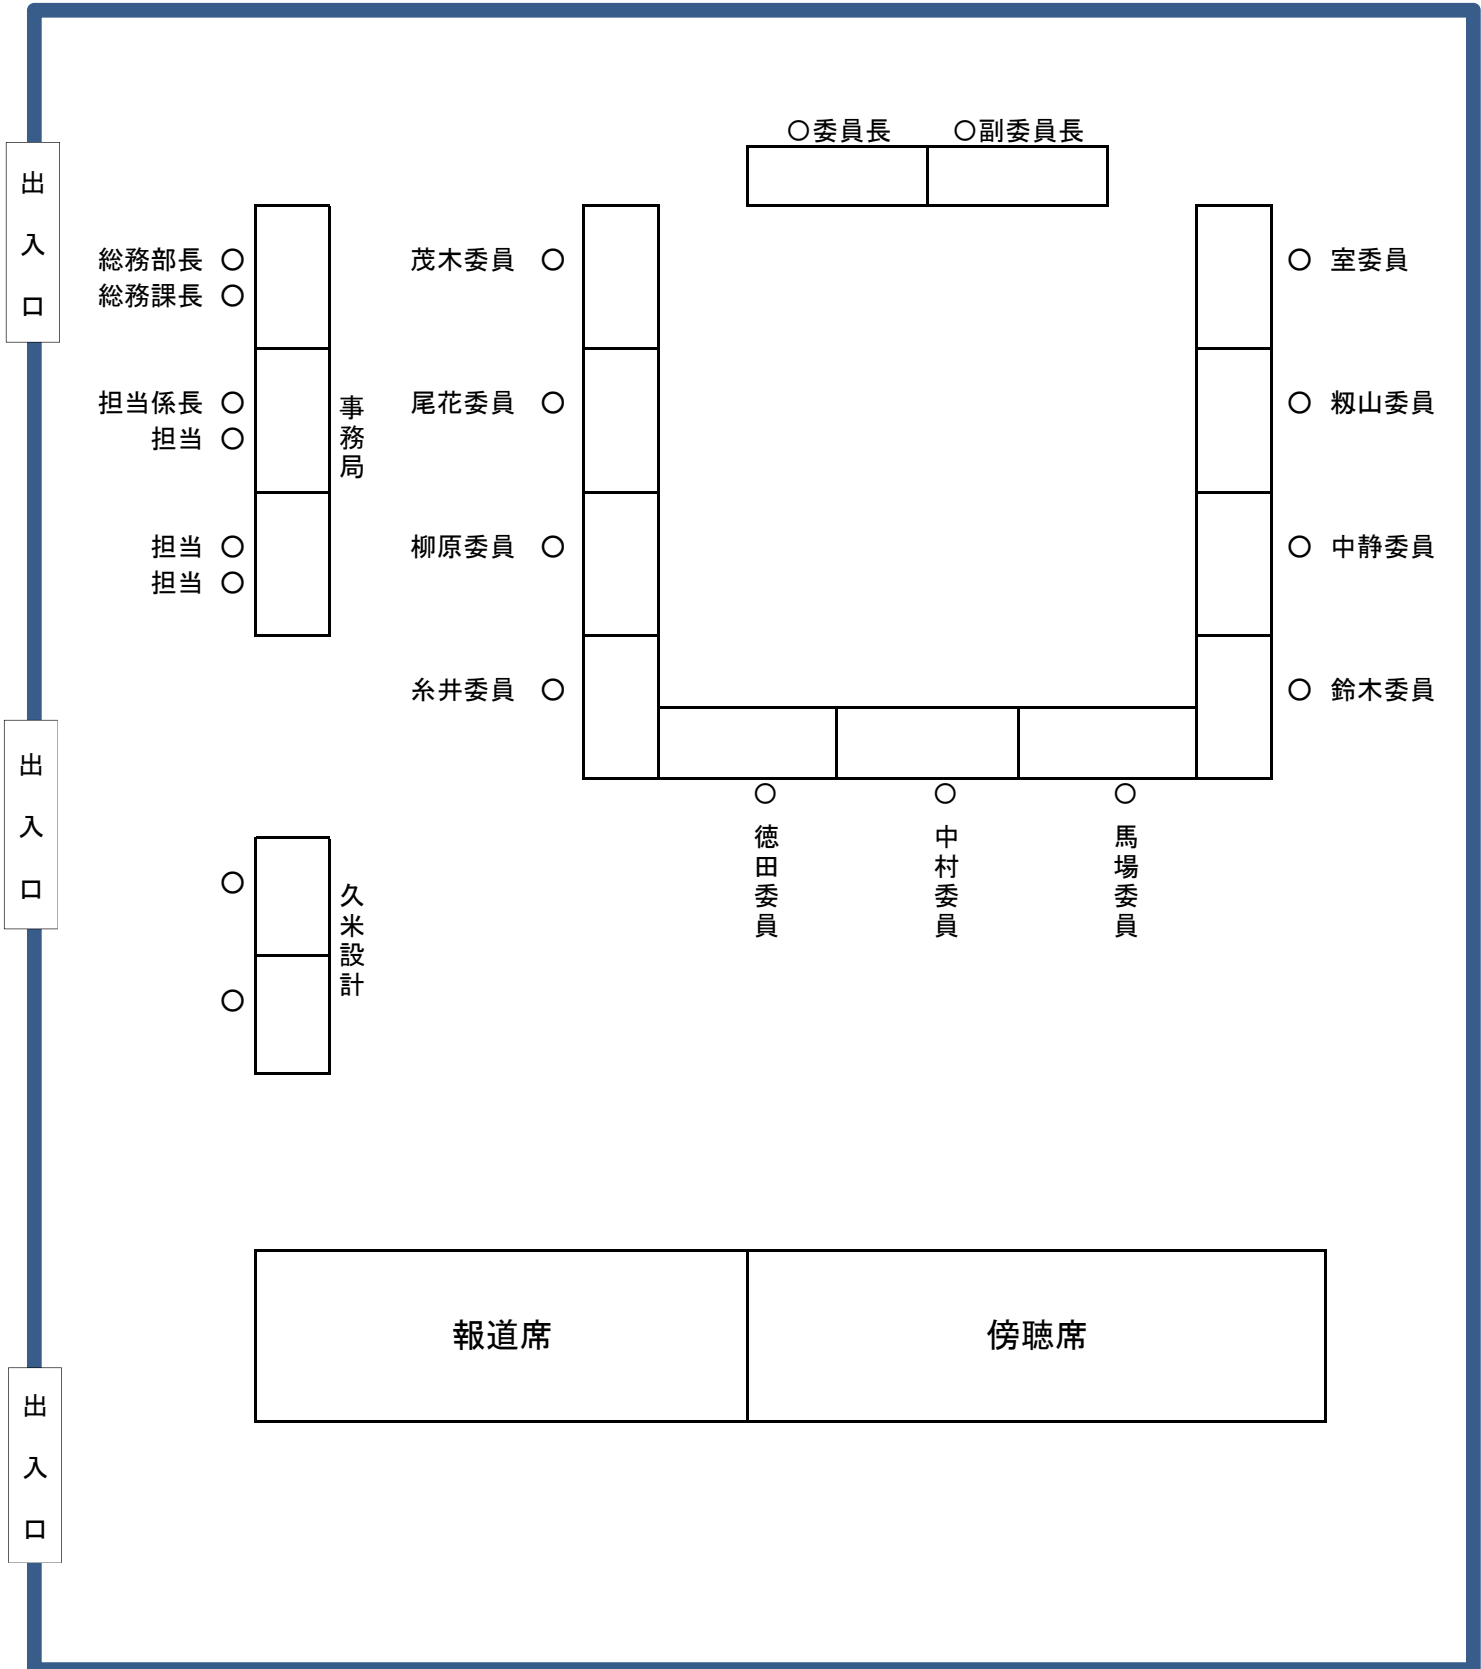 〇委員長
〇副委員長
出入口
総務部長 〇
総務課長 〇
担当係長 〇
担当 〇
担当 〇
担当 〇
事務局
茂木委員 〇
尾花委員 〇
柳原委員 〇
糸井委員 〇
〇 室委員
〇 籾山委員
〇 中静委員
〇 鈴木委員
〇 徳田委員
〇 中村委員
〇 馬場委員
出入口
〇
〇
久米設計
報道席
傍聴席
出入口